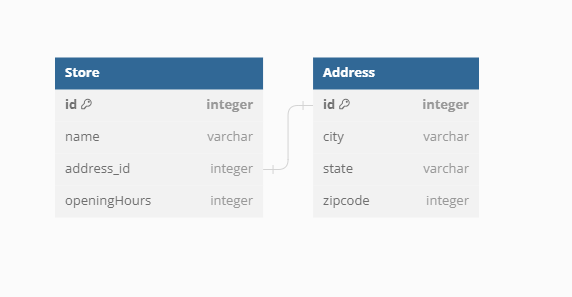 Store
id integer
name varchar
address_id integer
openingHours integer
Address
id integer
city varchar
state varchar
zipcode integer